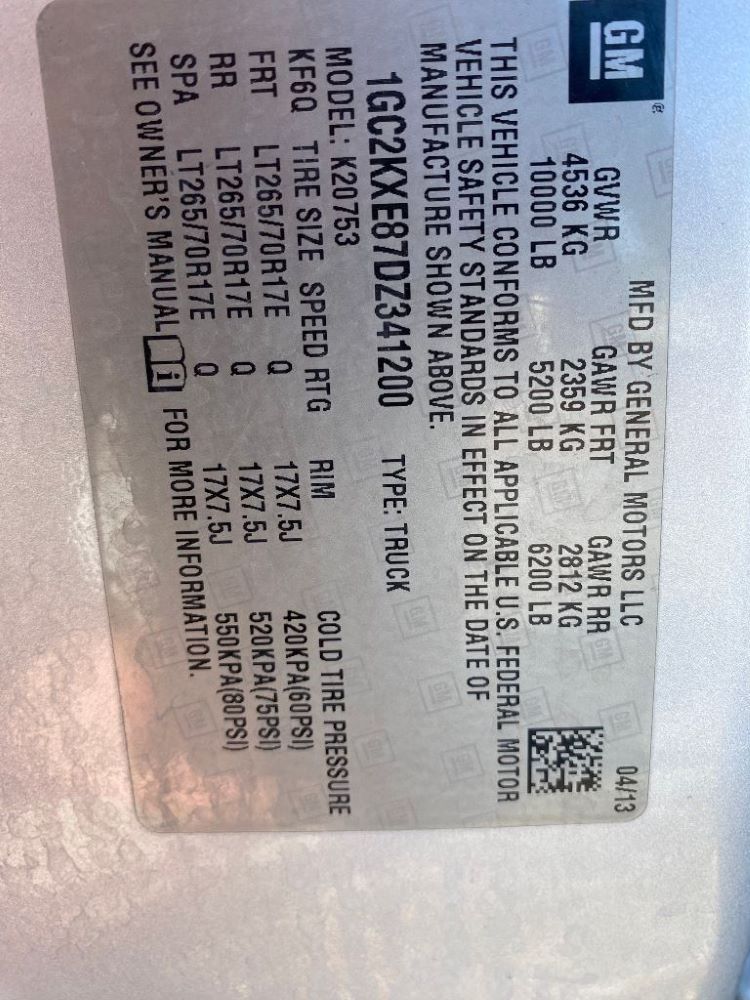 GM
MFD BY GENERAL MOTORS LLC 04/13
GVWR GAWR FRT GAWR RR
4536 KG 2359 KG 2812 KG
10000 LB 5200 LB 6200 LB
THIS VEHICLE CONFORMS TO ALL APPLICABLE U.S. FEDERAL MOTOR
VEHICLE SAFETY STANDARDS IN EFFECT ON THE DATE OF
MANUFACTURE SHOWN ABOVE.
1GC2KXE87DZ341200 TYPE: TRUCK
MODEL: K20753
KF6Q TIRE SIZE SPEED RTG RIM COLD TIRE PRESSURE
FRT LT265/70R17E Q 17X7.5J 420KPA(60PSI)
RR LT265/70R17E Q 17X7.5J 520KPA(75PSI)
SPA LT265/70R17E Q 17X7.5J 550KPA(80PSI)
SEE OWNER'S MANUAL i FOR MORE INFORMATION.